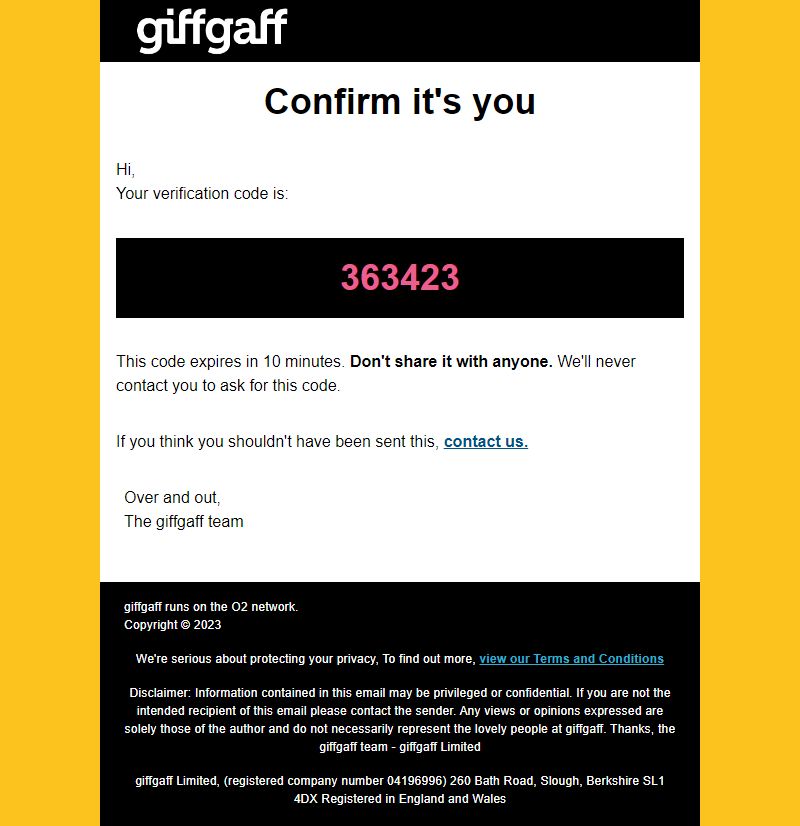 giffgaff
Confirm it's you
Hi,
Your verification code is:
363423
This code expires in 10 minutes. Don't share it with anyone. We'll never
contact you to ask for this code.
If you think you shouldn't have been sent this, contact us.
Over and out,
The giffgaff team
giffgaff runs on the O2 network.
Copyright © 2023
We're serious about protecting your privacy, To find out more, view our Terms and Conditions
Disclaimer: Information contained in this email may be privileged or confidential. If you are not the
intended recipient of this email please contact the sender. Any views or opinions expressed are
solely those of the author and do not necessarily represent the lovely people at giffgaff. Thanks, the
giffgaff team - giffgaff Limited
giffgaff Limited, (registered company number 04196996) 260 Bath Road, Slough, Berkshire SL1
4DX Registered in England and Wales